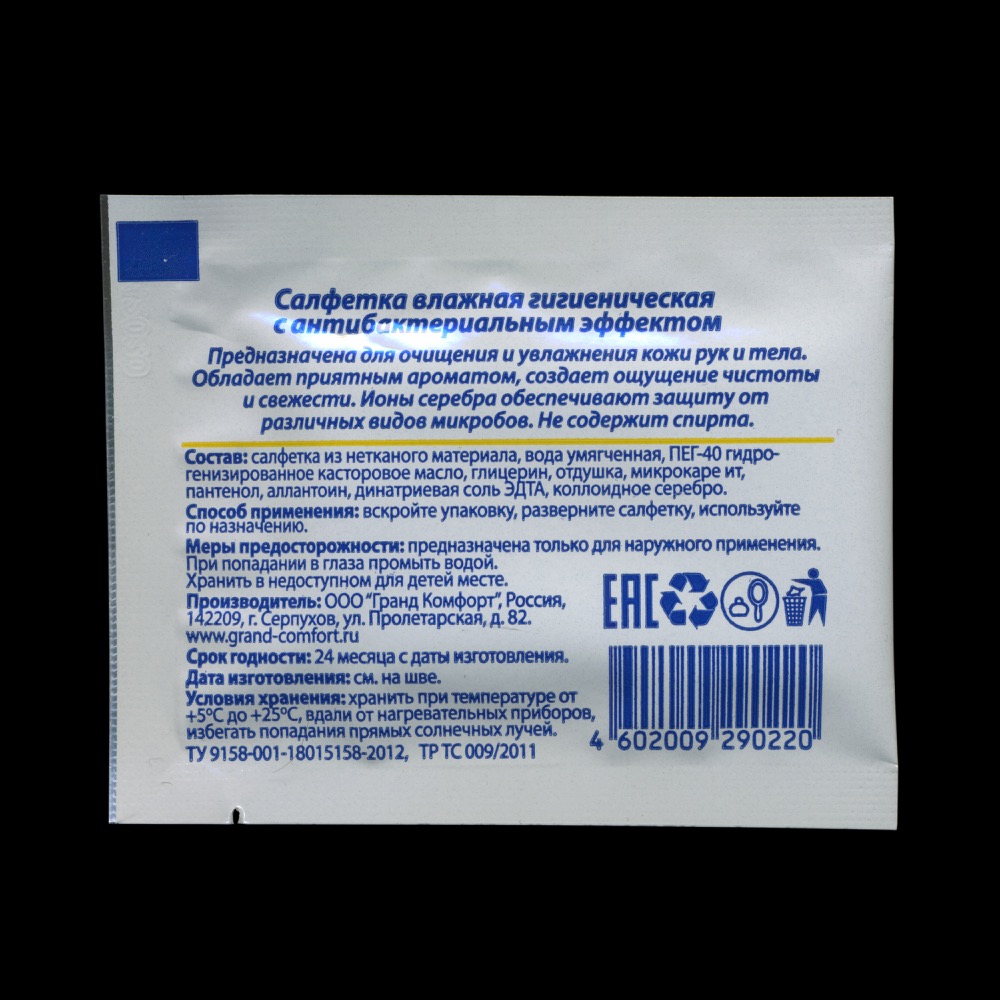 Салфетка влажная гигиеническая
с антибактериальным эффектом
Предназначена для очищения и увлажнения кожи рук и тела.
Обладает приятным ароматом, создает ощущение чистоты
и свежести. Ионы серебра обеспечивают защиту от
различных видов микробов. Не содержит спирта.
Состав: салфетка из нетканого материала, вода умягченная, ПЕГ-40 гидро-
генизированное касторовое масло, глицерин, отдушка, микрокаре ит,
пантенол, аллантоин, динатриевая соль ЭДТА, коллоидное серебро.
Способ применения: вскройте упаковку, разверните салфетку, используйте
по назначению.
Меры предосторожности: предназначена только для наружного применения.
При попадании в глаза промыть водой.
Хранить в недоступном для детей месте.
Производитель: ООО "Гранд Комфорт", Россия,
142209, г. Серпухов, ул. Пролетарская, д. 82.
www.grand-comfort.ru
Срок годности: 24 месяца с даты изготовления.
Дата изготовления: см. на шве.
Условия хранения: хранить при температуре от
+5°С до +25°С, вдали от нагревательных приборов,
избегать попадания прямых солнечных лучей.
ТУ 9158-001-18015158-2012, ТР ТС 009/2011
ЕАС
4 602009 290220